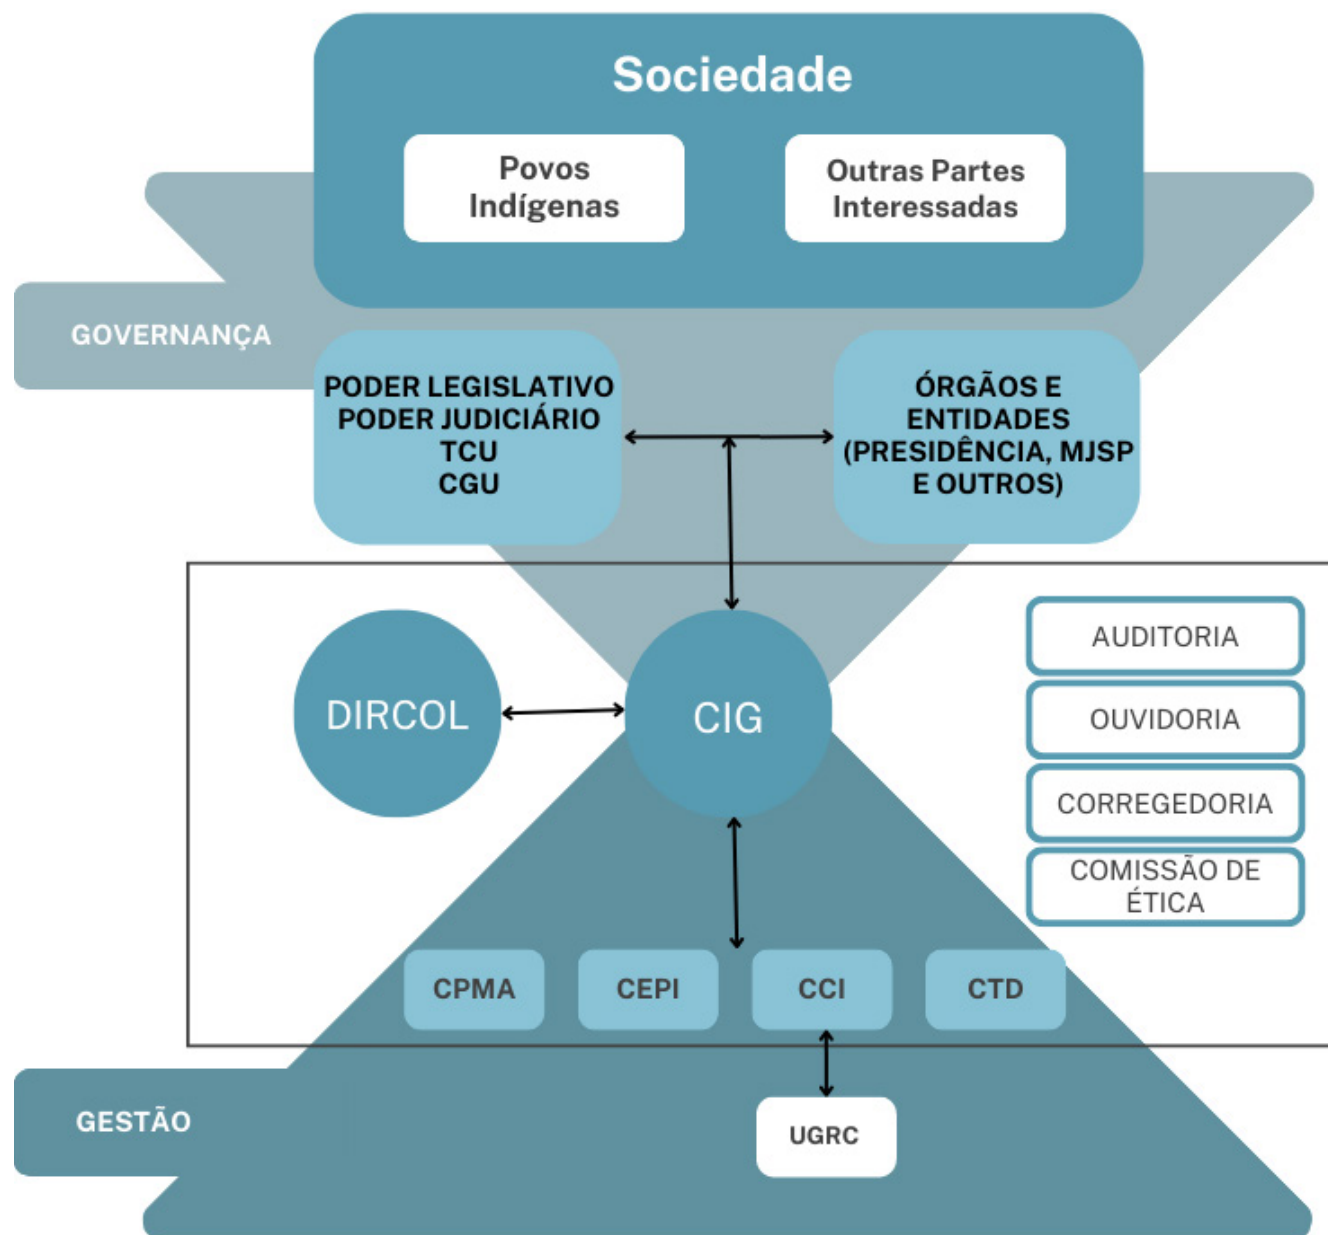 Sociedade
Povos
Indígenas
Outras Partes
Interessadas
GOVERNANÇA
PODER LEGISLATIVO
PODER JUDICIÁRIO
TCU
CGU
ÓRGÃOS E
ENTIDADES
(PRESIDÊNCIA, MJSP
E OUTROS)
DIRCOL
CIG
AUDITORIA
OUVIDORIA
CORREGEDORIA
COMISSÃO DE
ÉTICA
CPMA
CEPI
CCI
CTD
GESTÃO
UGRC